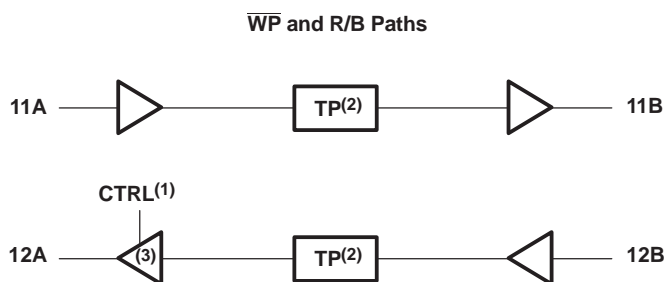 WP and R/B Paths
11A TP(2) 11B
CTRL(1)
12A (3) TP(2) 12B